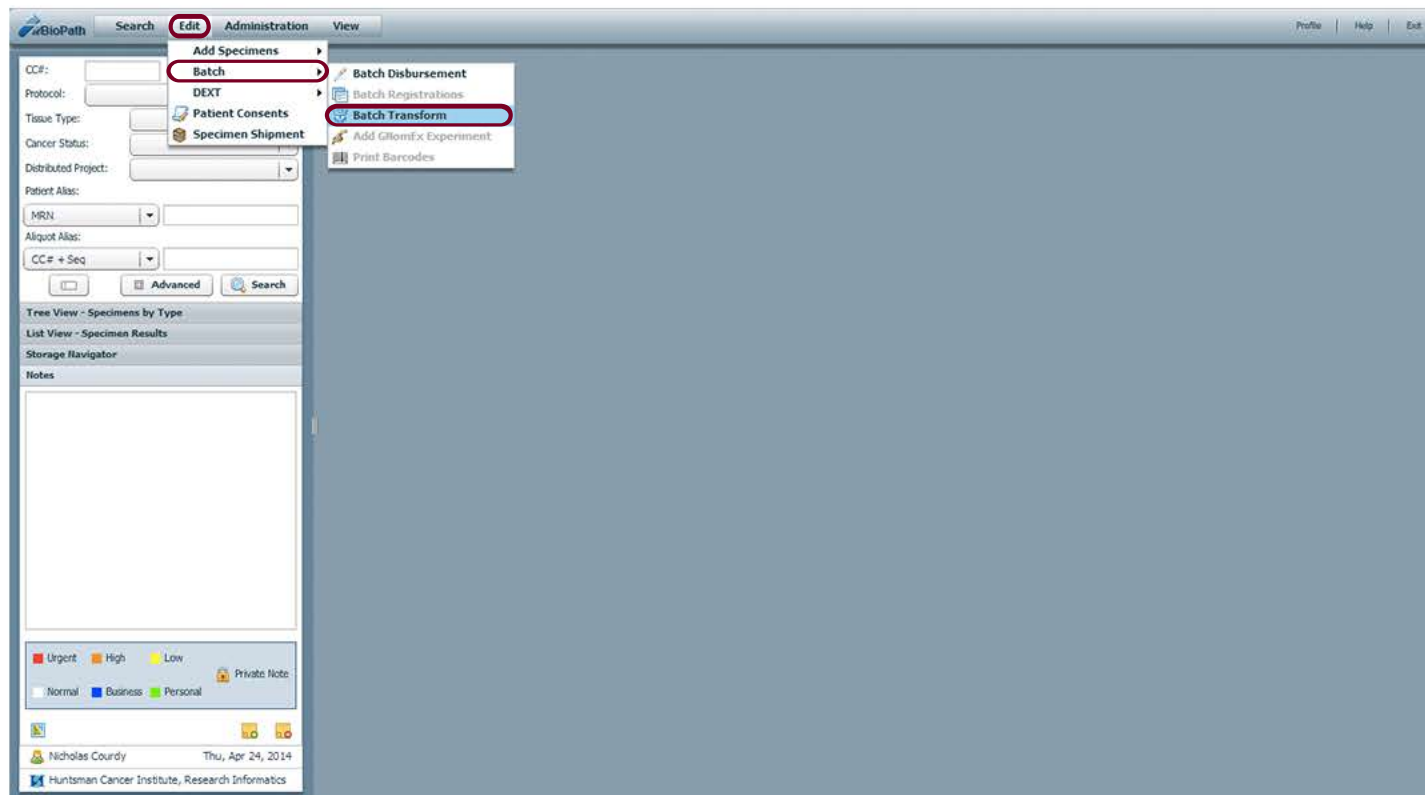 itBioPath Search Edit Administration View Profile | Help | Exit
Add Specimens
Batch
DEXT
Patient Consents
Specimen Shipment
Batch Disbursement
Batch Registrations
Batch Transform
Add GNomEx Experiment
Print Barcodes
CC#:
Protocol:
Tissue Type:
Cancer Status:
Distributed Project:
Patient Alias:
MRN
Aliquot Alias:
CC# + Seq
Advanced Search
Tree View - Specimens by Type
List View - Specimen Results
Storage Navigator
Notes
Urgent High Low
Private Note
Normal Business Personal
Nicholas Courdy Thu, Apr 24, 2014
Huntsman Cancer Institute, Research Informatics